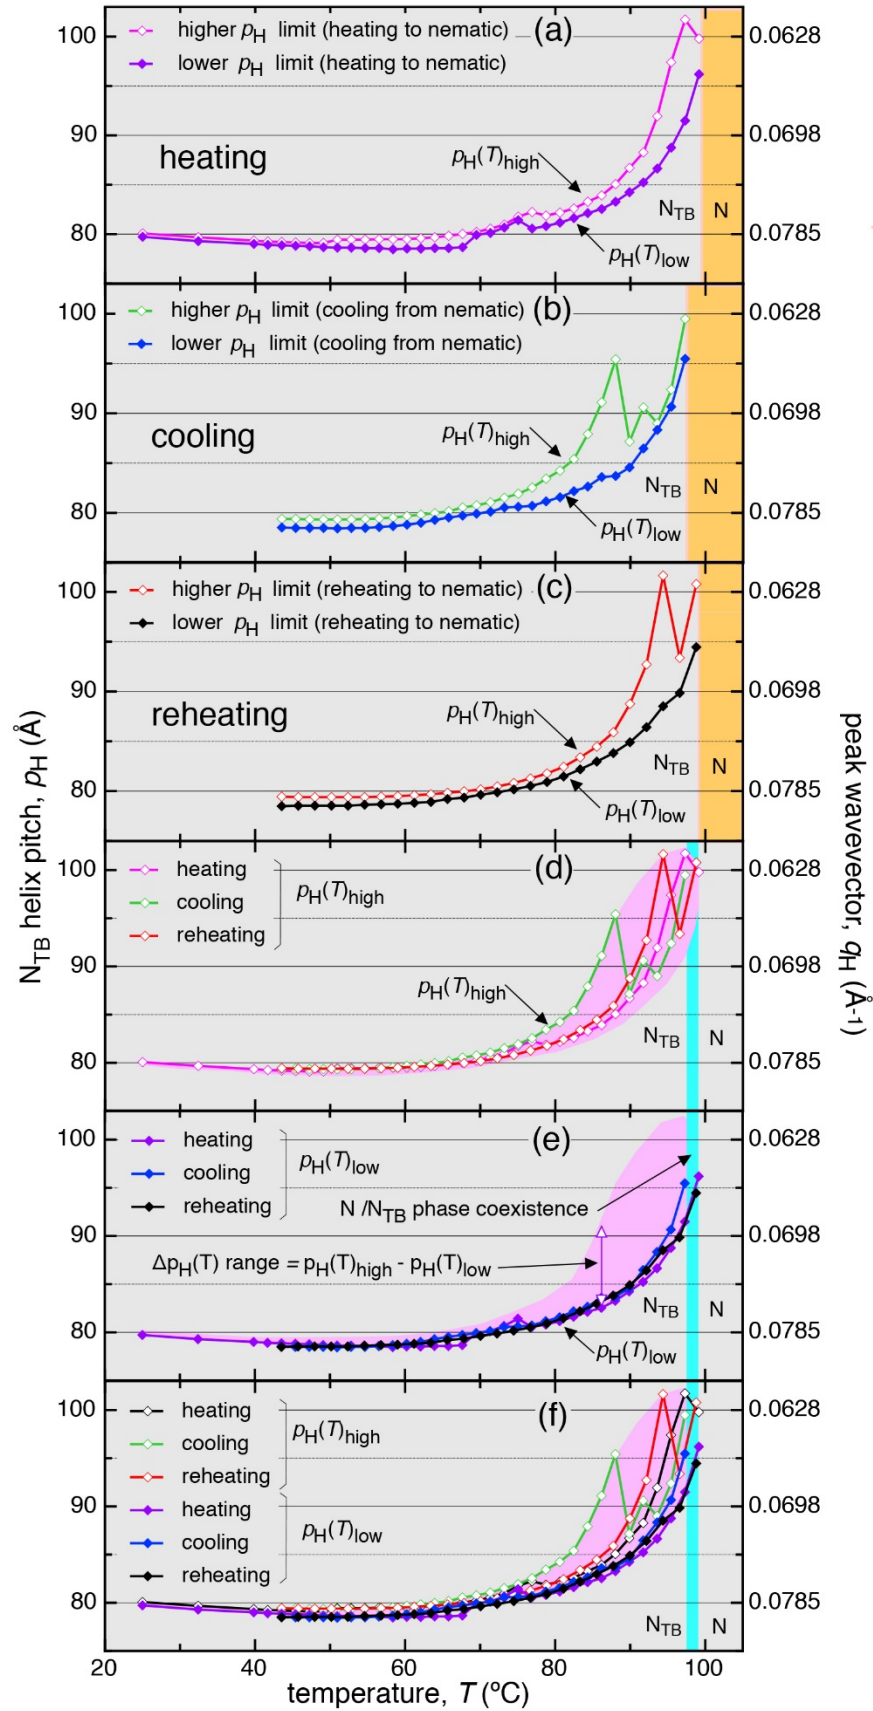 higher pH limit (heating to nematic)
lower pH limit (heating to nematic)
(a)
100
90
80
0.0628
0.0698
0.0785
heating
pH(T)high
pH(T)low
NTB
N
higher pH limit (cooling from nematic)
lower pH limit (cooling from nematic)
(b)
100
90
80
0.0628
0.0698
0.0785
cooling
pH(T)high
pH(T)low
NTB
N
higher pH limit (reheating to nematic)
lower pH limit (reheating to nematic)
(c)
100
90
80
0.0628
0.0698
0.0785
reheating
pH(T)high
pH(T)low
NTB
N
NTB helix pitch, pH (Å)
peak wavevector, qH (Å-1)
heating
cooling
reheating
pH(T)high
(d)
100
90
80
0.0628
0.0698
0.0785
pH(T)high
NTB
N
heating
cooling
reheating
pH(T)low
(e)
100
90
80
0.0628
0.0698
0.0785
N /NTB phase coexistence
ΔpH(T) range = pH(T)high - pH(T)low
NTB
N
pH(T)low
heating
cooling
reheating
pH(T)high
heating
cooling
reheating
pH(T)low
(f)
100
90
80
0.0628
0.0698
0.0785
NTB
N
20
40
60
80
100
temperature, T (ºC)